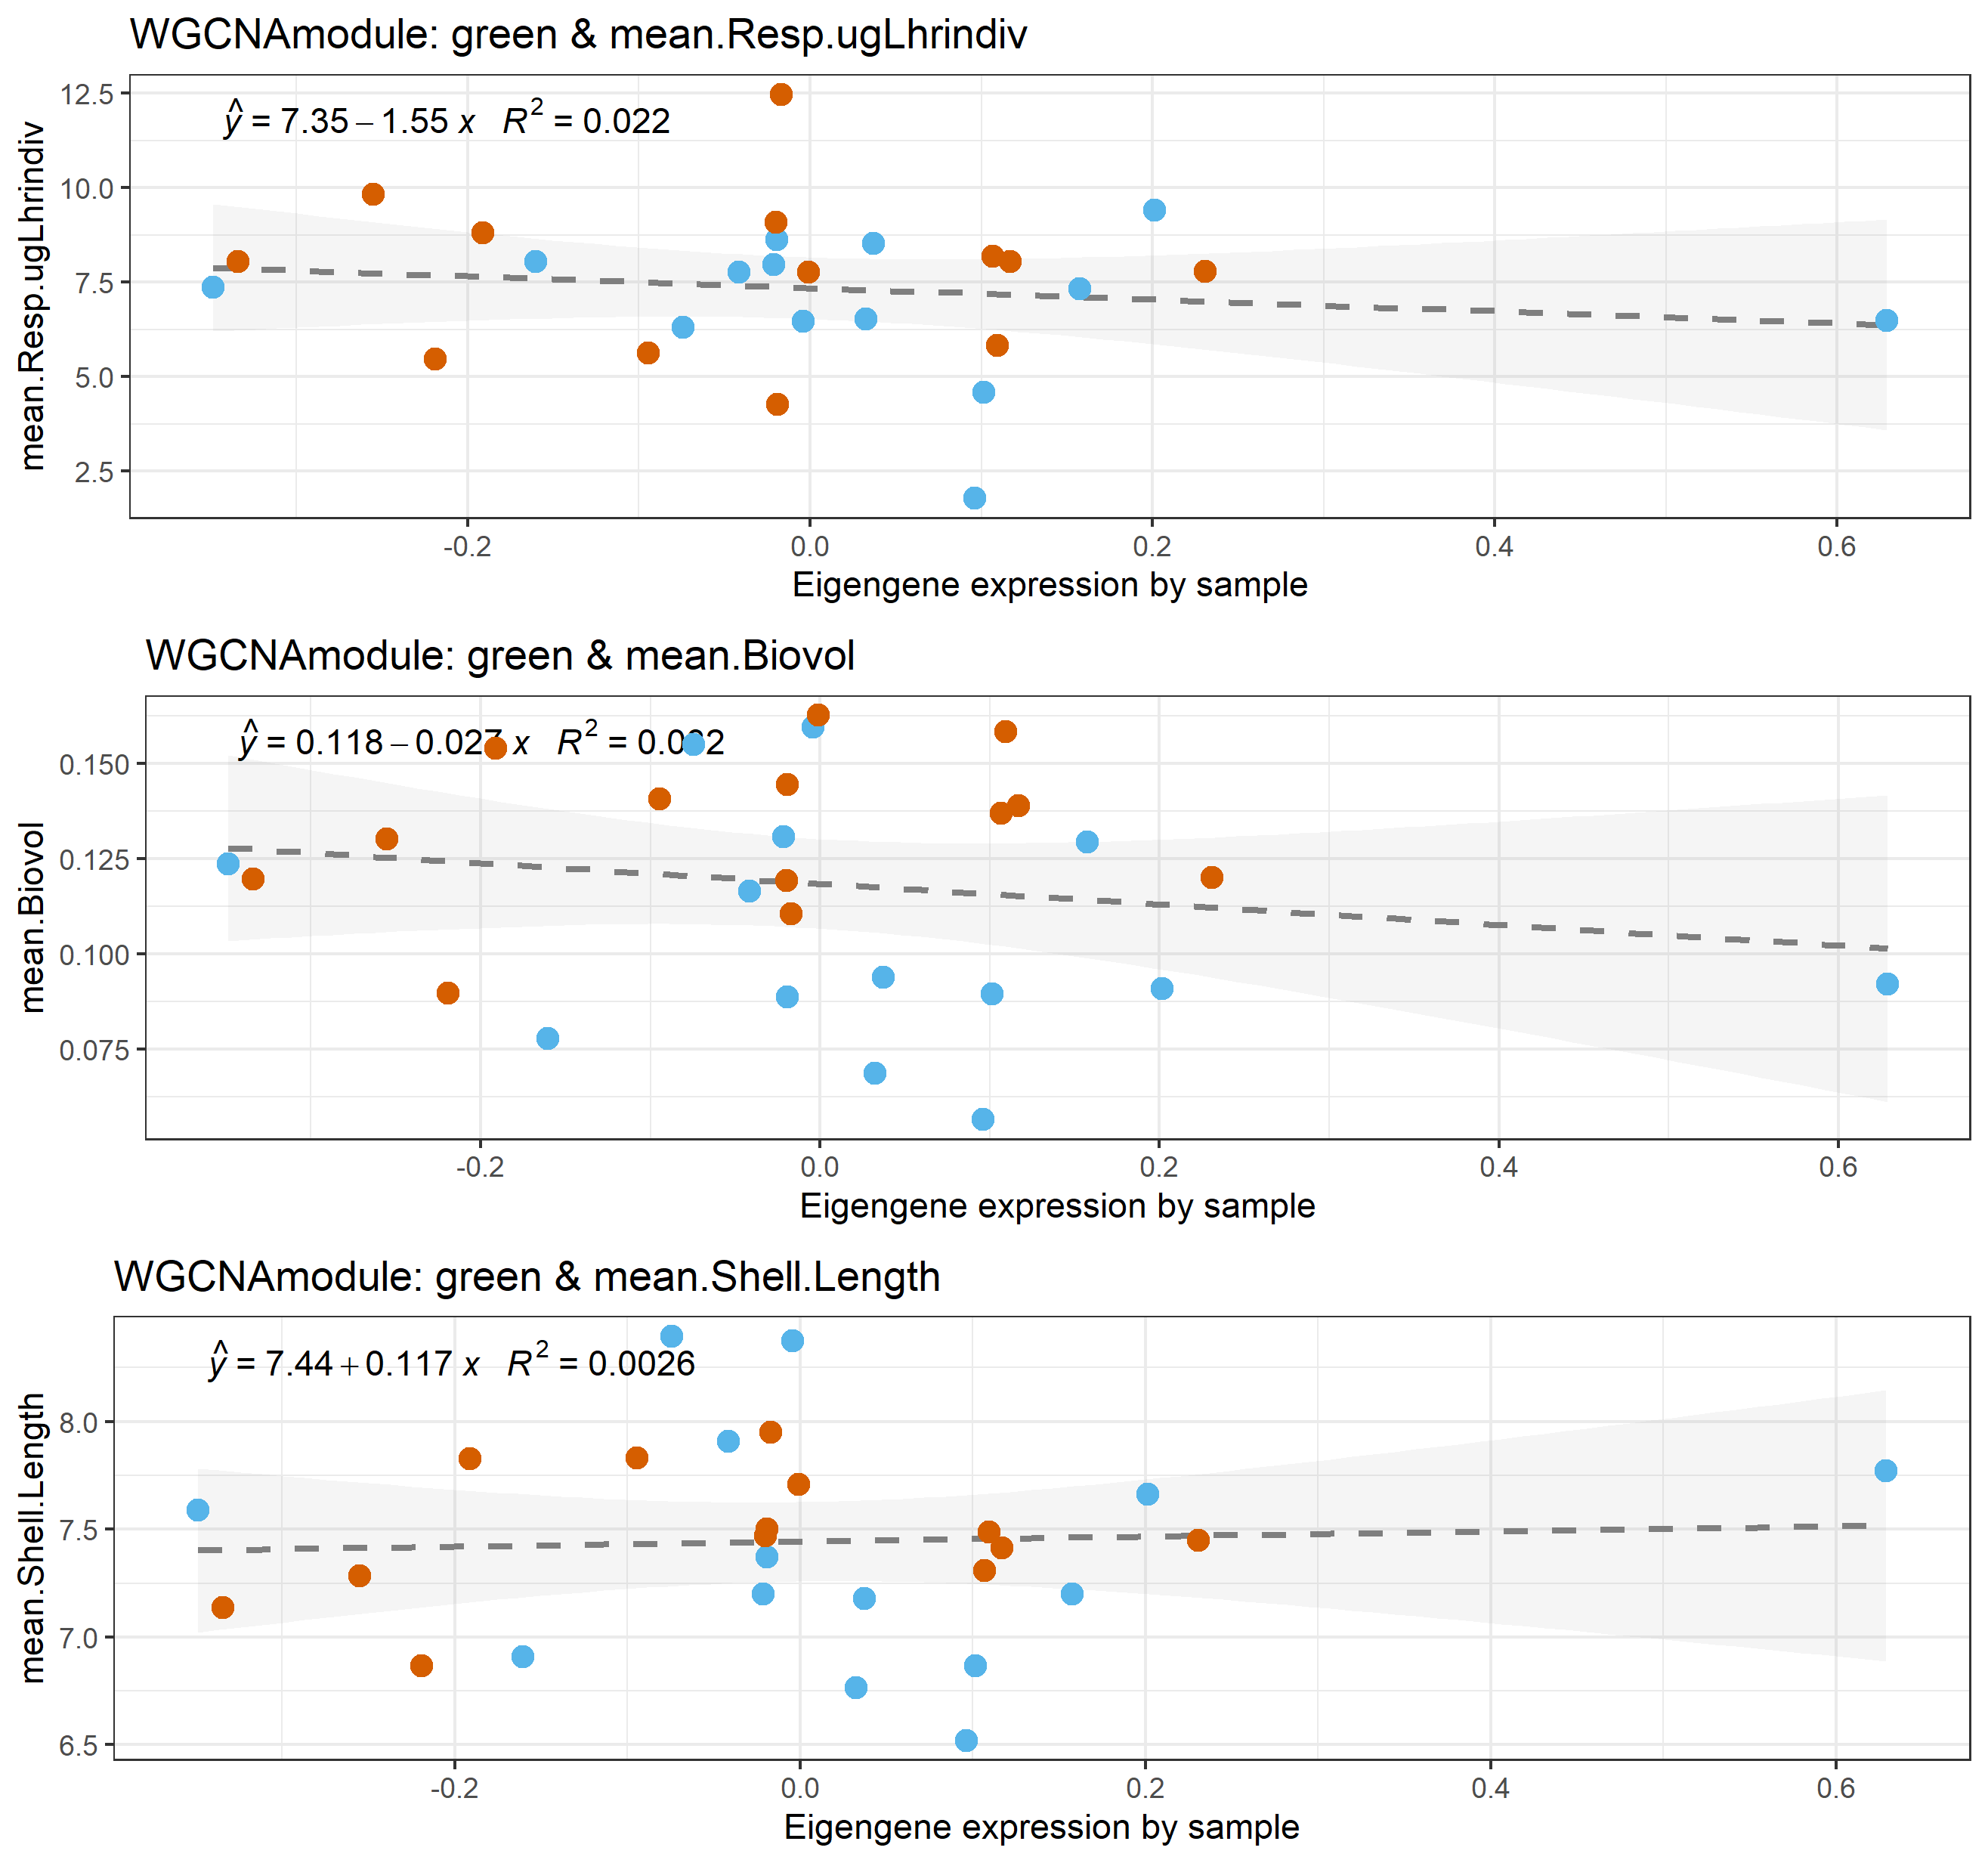 WGCNAmodule: green & mean.Resp.ugLhrindiv
ŷ = 7.35 − 1.55 x R² = 0.022
mean.Resp.ugLhrindiv
12.5
10.0
7.5
5.0
2.5
-0.2 0.0 0.2 0.4 0.6
Eigengene expression by sample
WGCNAmodule: green & mean.Biovol
ŷ = 0.118 − 0.027 x
mean.Biovol
0.150
0.125
0.100
0.075
-0.2 0.0 0.2 0.4 0.6
Eigengene expression by sample
WGCNAmodule: green & mean.Shell.Length
ŷ = 7.44 + 0.117 x R² = 0.0026
mean.Shell.Length
8.0
7.5
7.0
6.5
-0.2 0.0 0.2 0.4 0.6
Eigengene expression by sample